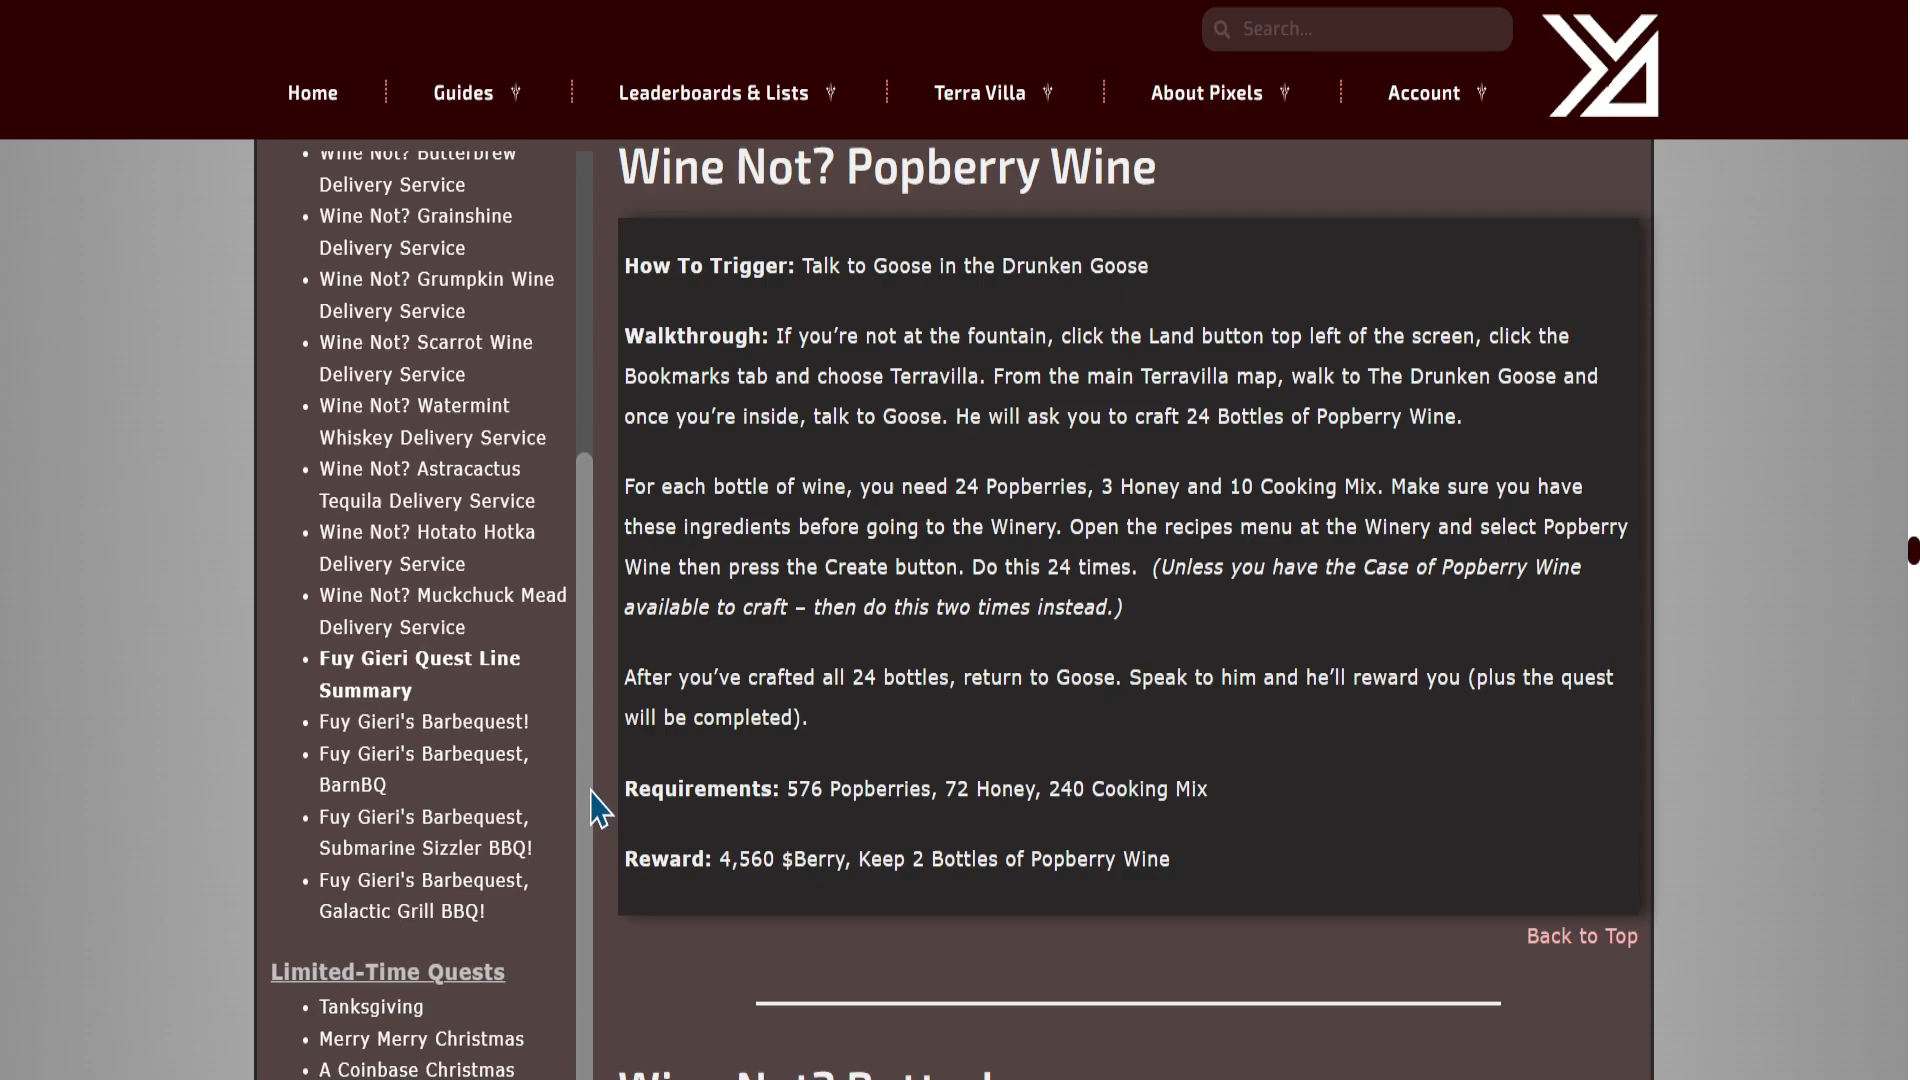 Search...
Home
Guides
Leaderboards & Lists
Terra Villa
About Pixels
Account
Wine Not? Butterbrew
Delivery Service
Wine Not? Grainshine
Delivery Service
Wine Not? Grumpkin Wine
Delivery Service
Wine Not? Scarrot Wine
Delivery Service
Wine Not? Watermint
Whiskey Delivery Service
Wine Not? Astracactus
Tequila Delivery Service
Wine Not? Hotato Hotka
Delivery Service
Wine Not? Muckchuck Mead
Delivery Service
Fuy Gieri Quest Line
Summary
Fuy Gieri's Barbequest!
Fuy Gieri's Barbequest,
BarnBQ
Fuy Gieri's Barbequest,
Submarine Sizzler BBQ!
Fuy Gieri's Barbequest,
Galactic Grill BBQ!
Limited-Time Quests
Tanksgiving
Merry Merry Christmas
A Coinbase Christmas
Wine Not? Popberry Wine
How To Trigger: Talk to Goose in the Drunken Goose
Walkthrough: If you’re not at the fountain, click the Land button top left of the screen, click the
Bookmarks tab and choose Terravilla. From the main Terravilla map, walk to The Drunken Goose and
once you’re inside, talk to Goose. He will ask you to craft 24 Bottles of Popberry Wine.
For each bottle of wine, you need 24 Popberries, 3 Honey and 10 Cooking Mix. Make sure you have
these ingredients before going to the Winery. Open the recipes menu at the Winery and select Popberry
Wine then press the Create button. Do this 24 times. (Unless you have the Case of Popberry Wine
available to craft – then do this two times instead.)
After you’ve crafted all 24 bottles, return to Goose. Speak to him and he’ll reward you (plus the quest
will be completed).
Requirements: 576 Popberries, 72 Honey, 240 Cooking Mix
Reward: 4,560 $Berry, Keep 2 Bottles of Popberry Wine
Back to Top
Wine Not?